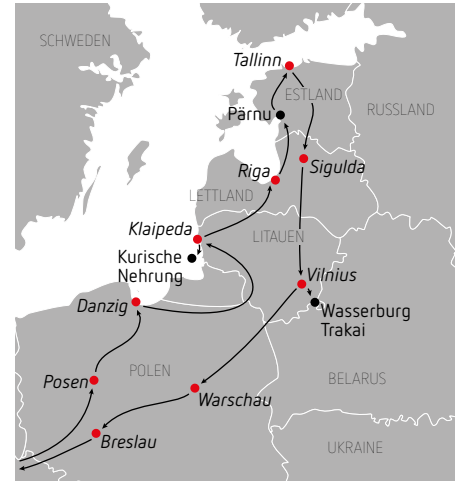 SCHWEDEN
Tallinn
ESTLAND
Pärnu
RUSSLAND
Riga
Sigulda
LETTLAND
Klaipeda
LITAUEN
Kurische
Nehrung
Vilnius
Danzig
Wasserburg
Trakai
POLEN
Posen
BELARUS
Warschau
Breslau
UKRAINE